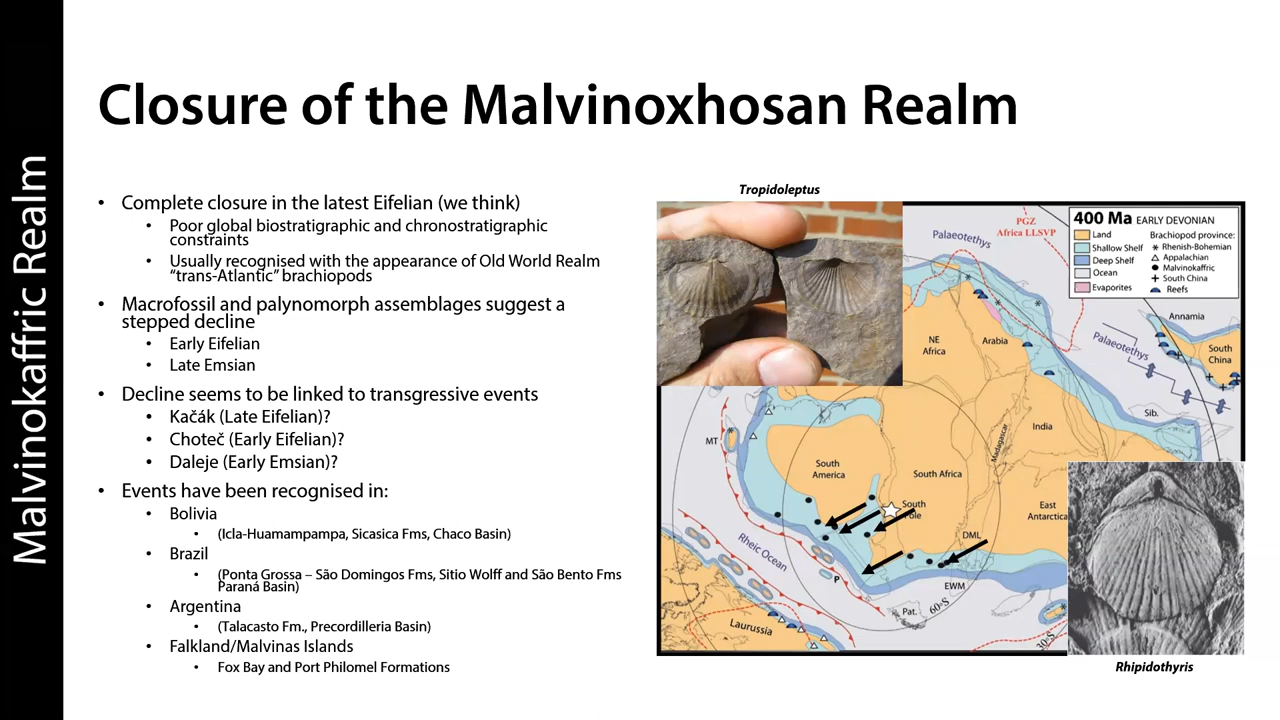 Malvinokaffric Realm
Closure of the Malvinoxhosan Realm
• Complete closure in the latest Eifelian (we think)
• Poor global biostratigraphic and chronostratigraphic
constraints
• Usually recognised with the appearance of Old World Realm
“trans-Atlantic” brachiopods
• Macrofossil and palynomorph assemblages suggest a
stepped decline
• Early Eifelian
• Late Emsian
• Decline seems to be linked to transgressive events
• Kačák (Late Eifelian)?
• Choteč (Early Eifelian)?
• Daleje (Early Emsian)?
• Events have been recognised in:
• Bolivia
• (Icla-Huamampampa, Sicasica Fms, Chaco Basin)
• Brazil
• (Ponta Grossa – São Domingos Fms, Sitio Wolff and São Bento Fms
Paraná Basin)
• Argentina
• (Talacasto Fm., Precordilleria Basin)
• Falkland/Malvinas Islands
• Fox Bay and Port Philomel Formations
Tropidoleptus
PGZ
Africa LLSVP
Palaeotethys
400 Ma EARLY DEVONIAN
Land
Shallow Shelf
Deep Shelf
Ocean
Evaporites
Brachiopod province:
Rhenish-Bohemian
Appalachian
Malvinokaffric
South China
Reefs
Annamia
South
China
Palaeotethys
NE
Africa
Arabia
Sib.
India
Madagascar
MT
South
America
South Africa
South
Pole
East
Antarctica
DML
Rheic Ocean
P
EWM
Pat.
60°S
30°S
Laurussia
Rhipidothyris